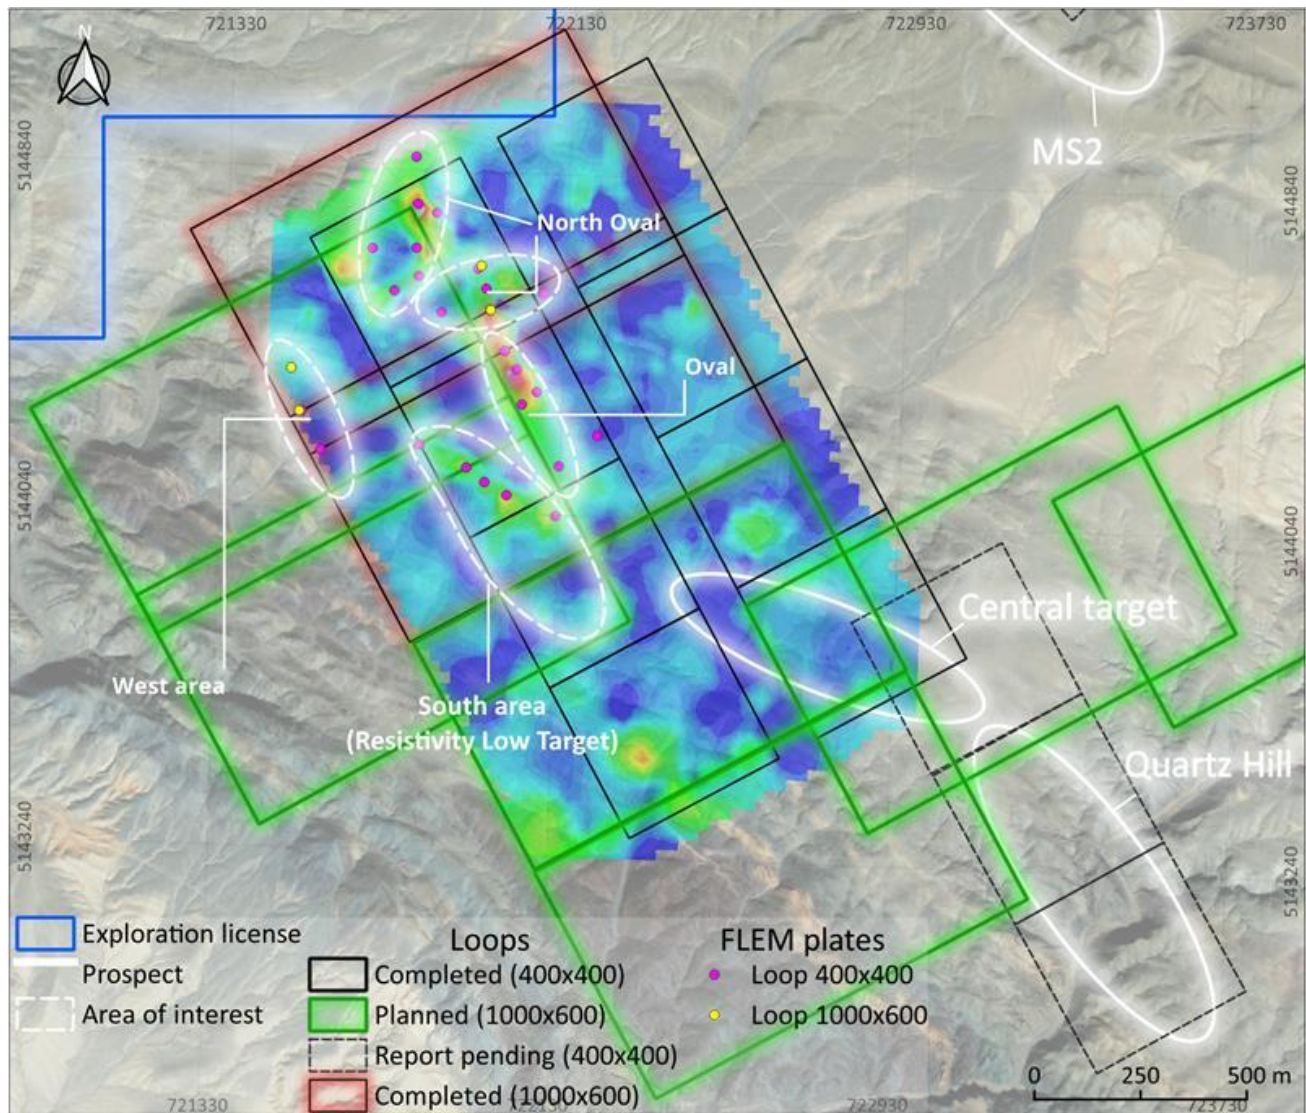 721330 722130 722930 723730
N
5144840
5144840
MS2
North Oval
Oval
5144040
5144040
Central target
West area
South area
(Resistivity Low Target)
Quartz Hill
5143240
5143240
Exploration license
Prospect
Area of interest
Loops
Completed (400x400)
Planned (1000x600)
Report pending (400x400)
Completed (1000x600)
FLEM plates
Loop 400x400
Loop 1000x600
0 250 500 m
721330 722130 722930 723730